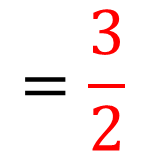 = 3/2